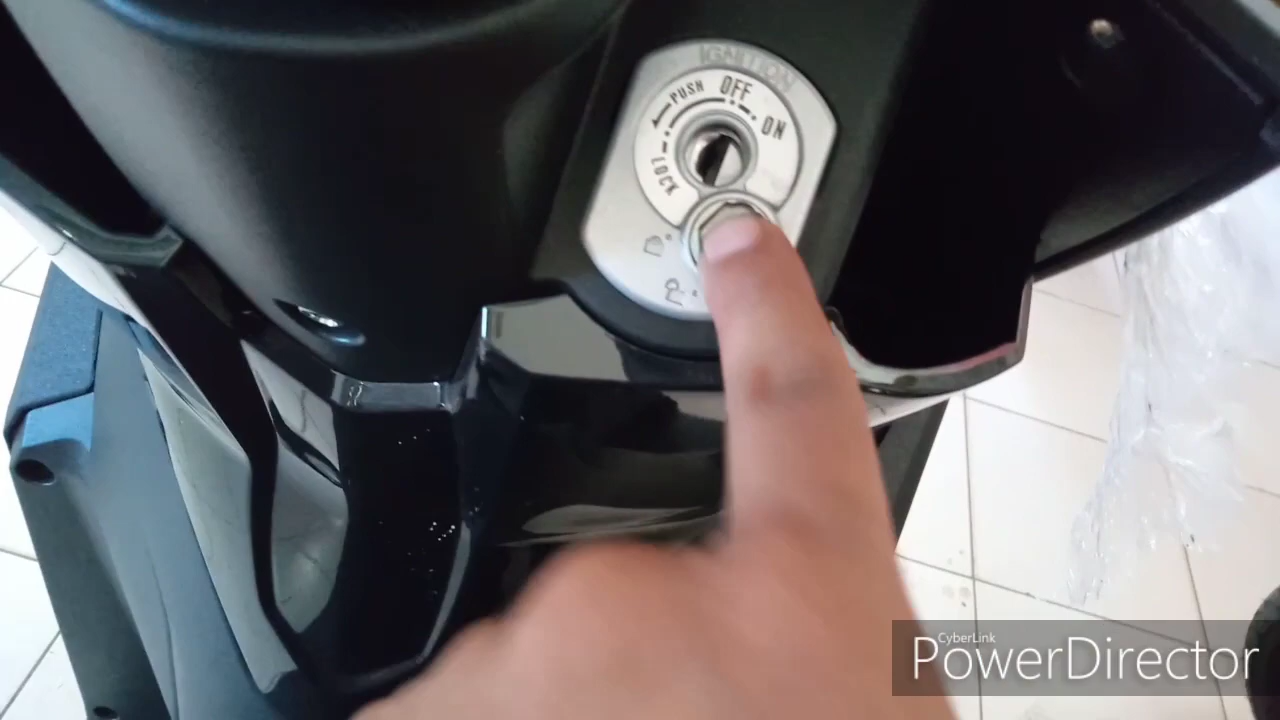 IGNITION
PUSH OFF ON
LOCK
CyberLink
PowerDirector